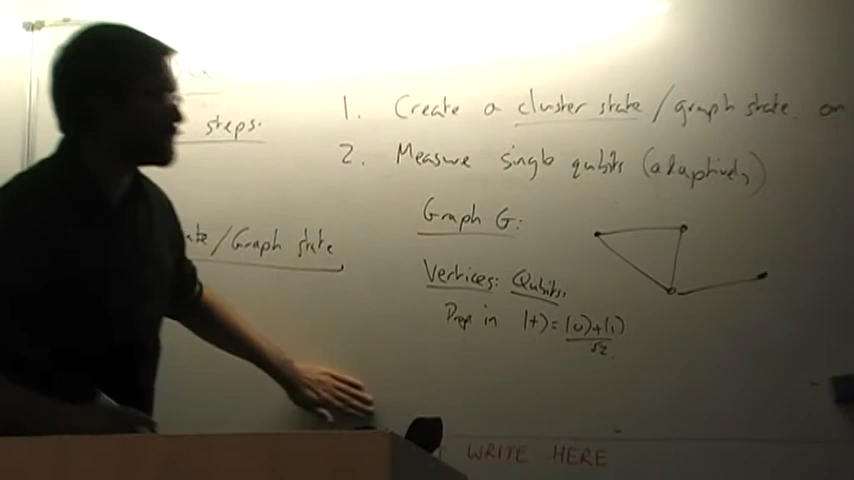 steps.
1. Create a cluster state / graph state on
2. Measure single qubits (adaptively)
/Graph state
Graph G:
Vertices: Qubits.
Prep in |+⟩ = |0⟩+|1⟩
√2
WRITE HERE